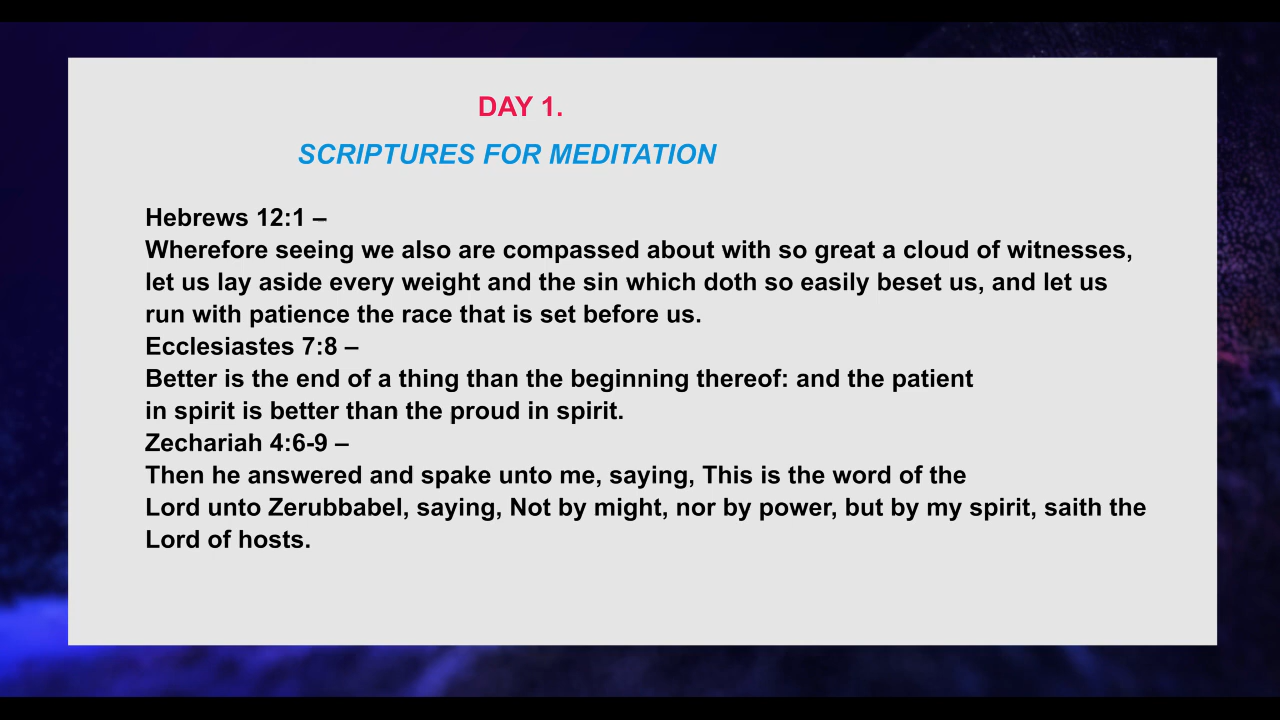 DAY 1.
SCRIPTURES FOR MEDITATION
Hebrews 12:1 –
Wherefore seeing we also are compassed about with so great a cloud of witnesses,
let us lay aside every weight and the sin which doth so easily beset us, and let us
run with patience the race that is set before us.
Ecclesiastes 7:8 –
Better is the end of a thing than the beginning thereof: and the patient
in spirit is better than the proud in spirit.
Zechariah 4:6-9 –
Then he answered and spake unto me, saying, This is the word of the
Lord unto Zerubbabel, saying, Not by might, nor by power, but by my spirit, saith the
Lord of hosts.